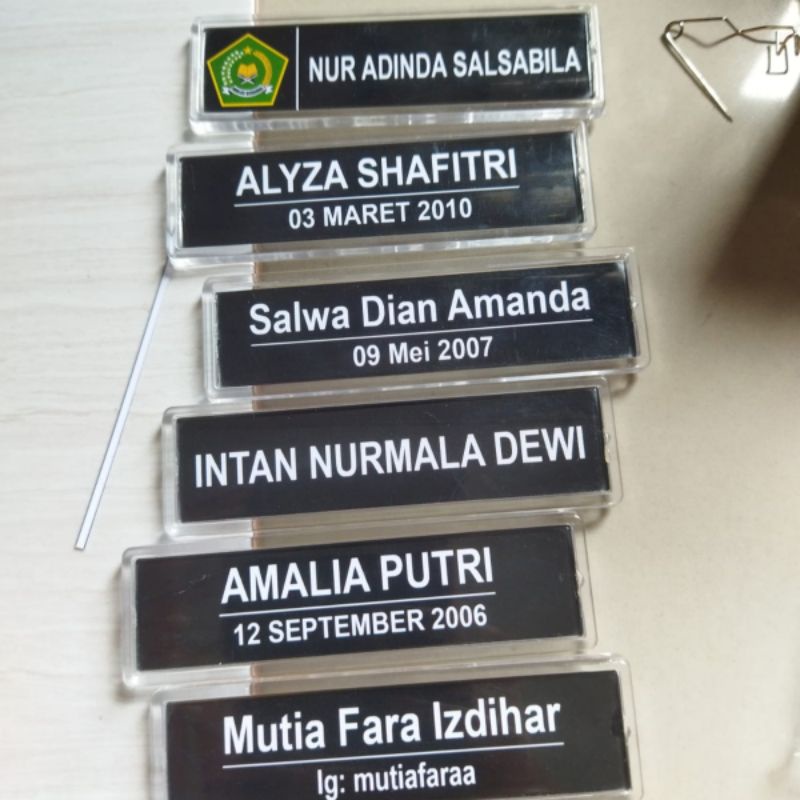 NUR ADINDA SALSABILA
ALYZA SHAFITRI
03 MARET 2010
Salwa Dian Amanda
09 Mei 2007
INTAN NURMALA DEWI
AMALIA PUTRI
12 SEPTEMBER 2006
Mutia Fara Izdihar
Ig: mutiafaraa